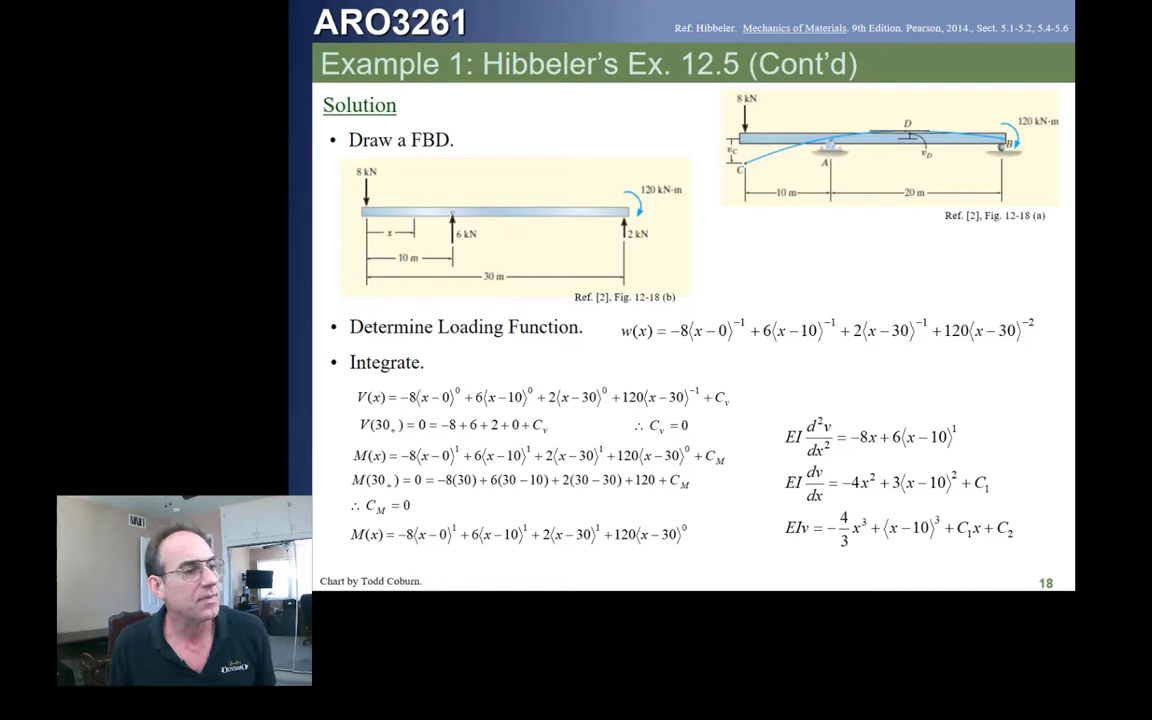 ARO3261
Ref: Hibbeler. Mechanics of Materials. 9th Edition. Pearson, 2014., Sect. 5.1-5.2, 5.4-5.6
Example 1: Hibbeler's Ex. 12.5 (Cont'd)
Solution
• Draw a FBD.
8 kN
120 kN·m
6 kN
2 kN
x
10 m
30 m
Ref. [2], Fig. 12-18 (b)
8 kN
D
120 kN·m
v_C
B
C
A
v_D
10 m
20 m
Ref. [2], Fig. 12-18 (a)
• Determine Loading Function.
w(x) = −8⟨x−0⟩^−1 + 6⟨x−10⟩^−1 + 2⟨x−30⟩^−1 + 120⟨x−30⟩^−2
• Integrate.
V(x) = −8⟨x−0⟩^0 + 6⟨x−10⟩^0 + 2⟨x−30⟩^0 + 120⟨x−30⟩^−1 + C_v
V(30_+) = 0 = −8+6+2+0+C_v ∴ C_v = 0
M(x) = −8⟨x−0⟩^1 + 6⟨x−10⟩^1 + 2⟨x−30⟩^1 + 120⟨x−30⟩^0 + C_M
M(30_+) = 0 = −8(30)+6(30−10)+2(30−30)+120+C_M
∴ C_M = 0
M(x) = −8⟨x−0⟩^1 + 6⟨x−10⟩^1 + 2⟨x−30⟩^1 + 120⟨x−30⟩^0
EI d²v/dx² = −8x + 6⟨x−10⟩^1
EI dv/dx = −4x² + 3⟨x−10⟩² + C₁
EIv = −4/3 x³ + ⟨x−10⟩³ + C₁x + C₂
Chart by Todd Coburn.
18
ODYSSEO